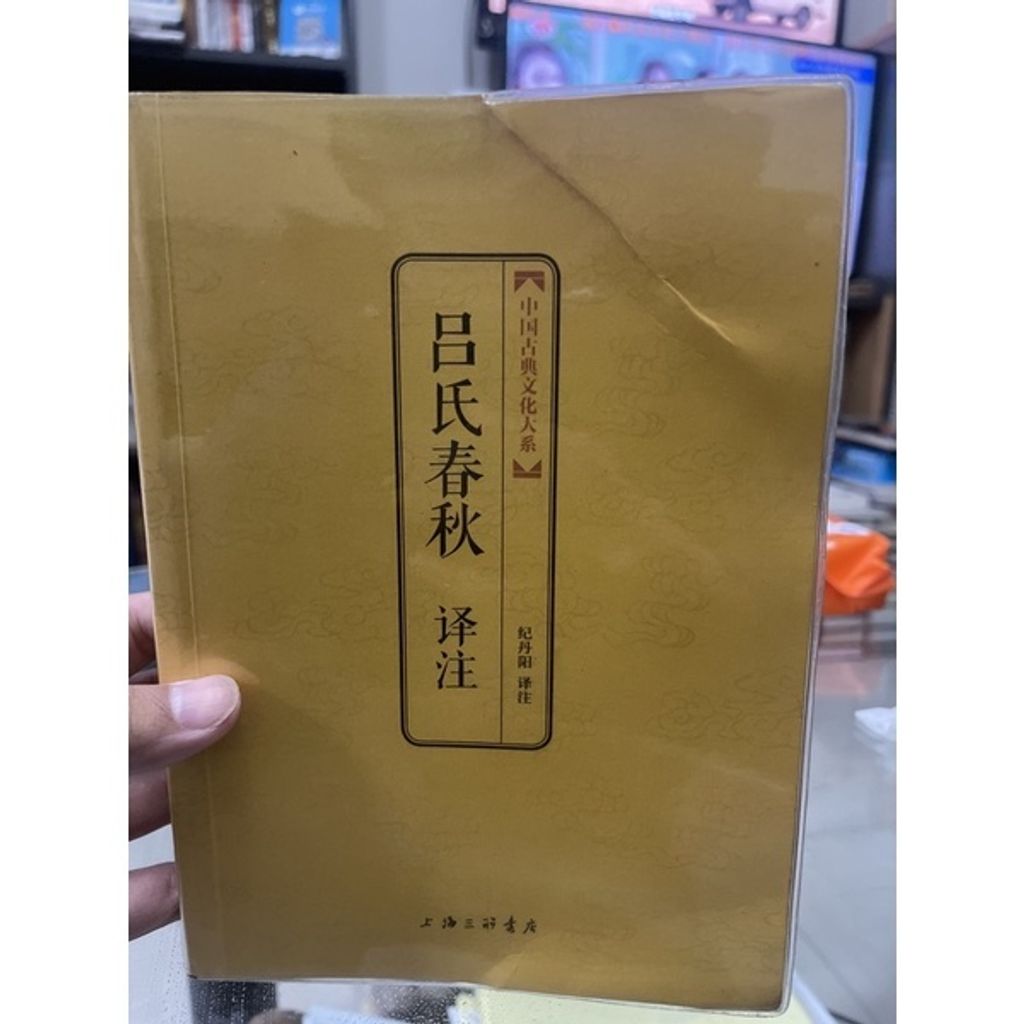 中国古典文化大系
吕氏春秋 译注
纪丹阳 译注
上海三联书店